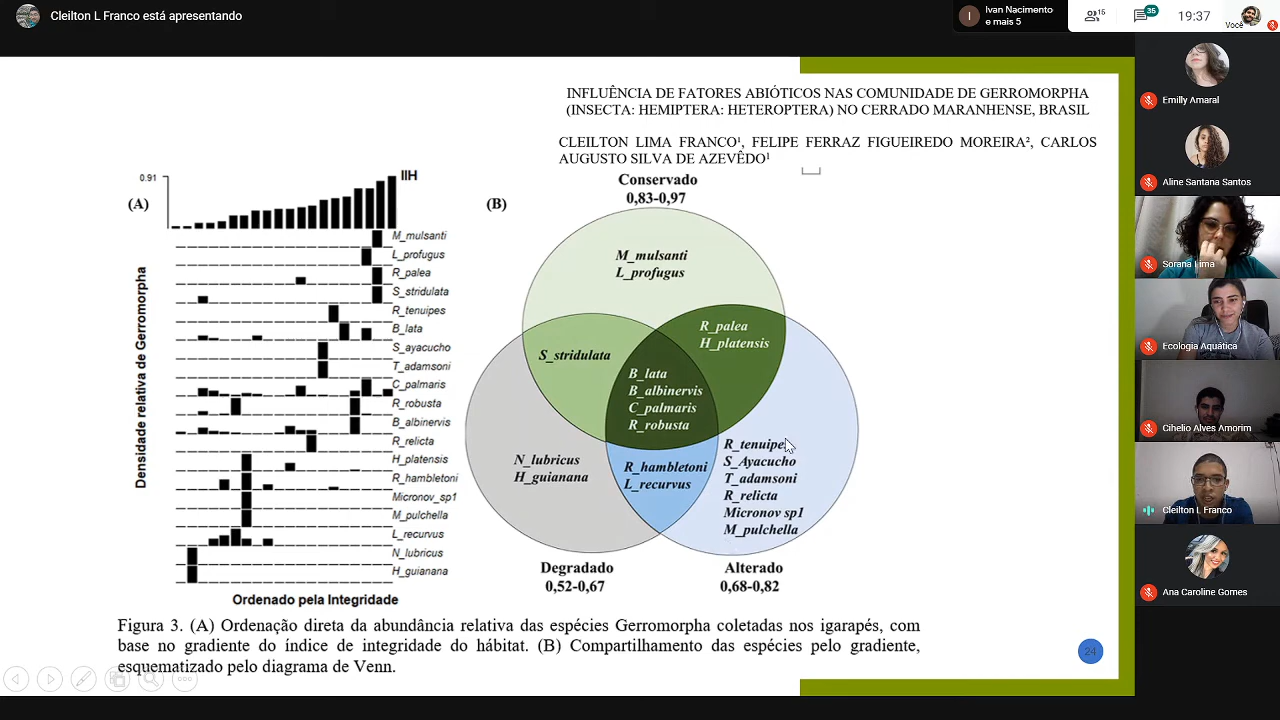 Cleilton L Franco está apresentando
Ivan Nacimento
e mais 5
15
35
19:37
Você
INFLUÊNCIA DE FATORES ABIÓTICOS NAS COMUNIDADE DE GERROMORPHA
(INSECTA: HEMIPTERA: HETEROPTERA) NO CERRADO MARANHENSE, BRASIL
CLEILTON LIMA FRANCO¹, FELIPE FERRAZ FIGUEIREDO MOREIRA², CARLOS
AUGUSTO SILVA DE AZEVÊDO¹
(A)
0.91
IIH
M_mulsanti
L_profugus
R_palea
S_stridulata
R_tenuipes
B_lata
S_ayacucho
T_adamsoni
C_palmaris
R_robusta
B_albinervis
R_relicta
H_platensis
R_hambletoni
Micronov_sp1
M_pulchella
L_recurvus
N_lubricus
H_guianana
Densidade relativa de Gerromorpha
Ordenado pela Integridade
(B)
Conservado
0,83-0,97
M_mulsanti
L_profugus
R_palea
H_platensis
S_stridulata
B_lata
B_albinervis
C_palmaris
R_robusta
N_lubricus
H_guianana
R_hambletoni
L_recurvus
R_tenuipe
S_Ayacucho
T_adamsoni
R_relicta
Micronov sp1
M_pulchella
Degradado
0,52-0,67
Alterado
0,68-0,82
Figura 3. (A) Ordenação direta da abundância relativa das espécies Gerromorpha coletadas nos igarapés, com
base no gradiente do índice de integridade do hábitat. (B) Compartilhamento das espécies pelo gradiente,
esquematizado pelo diagrama de Venn.
24
Emilly Amaral
Aline Santana Santos
Sorana Lima
Ecologia Aquática
Cihelio Alves Amorim
Cleilton L Franco
Ana Caroline Gomes